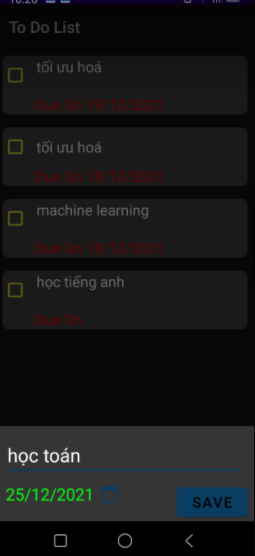 To Do List
tối ưu hoá
Due On 19/12/2021
tối ưu hoá
Due On 18/12/2021
machine learning
Due On 18/12/2021
học tiếng anh
Due On
học toán
25/12/2021
SAVE